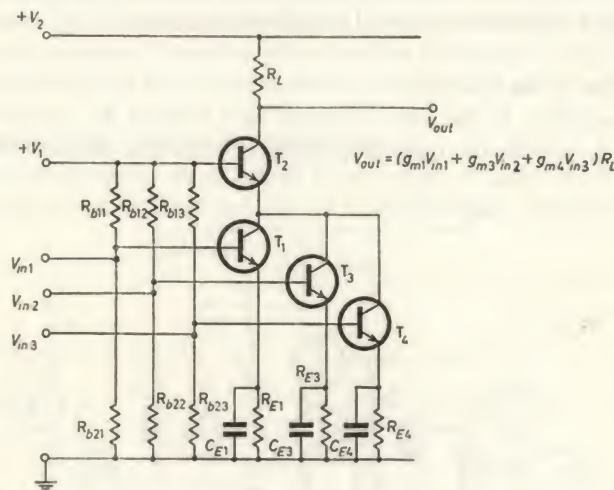 +V2
RL
Vout
+V1
T2
Vout = (gm1Vin1 + gm3Vin2 + gm4Vin3) RL
Rb11
Rb12
Rb13
T1
Vin1
T3
Vin2
Vin3
T4
RE3
Rb21
Rb22
Rb23
RE1
RE4
CE1
CE3
CE4